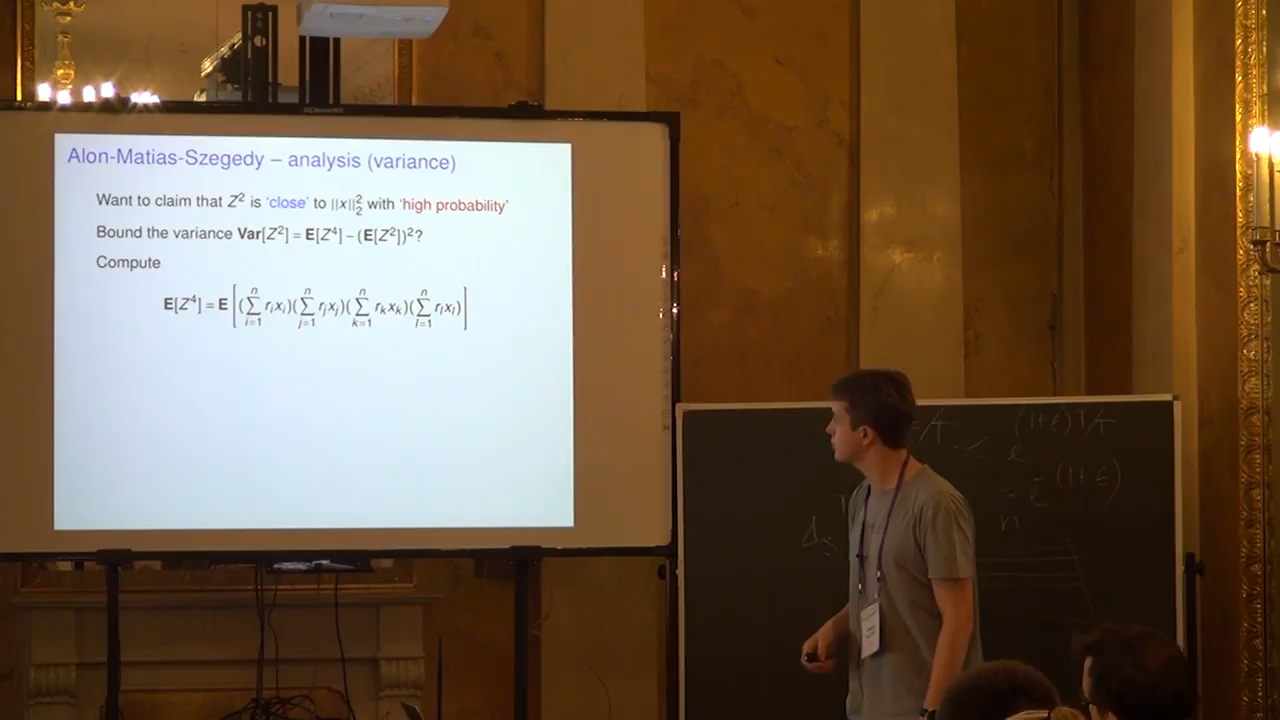 Alon-Matias-Szegedy – analysis (variance)
Want to claim that Z² is 'close' to ||x||₂² with 'high probability'
Bound the variance Var[Z²] = E[Z⁴] − (E[Z²])²?
Compute
E[Z⁴] = E [(∑ᵢ₌₁ⁿ rᵢxᵢ)(∑ⱼ₌₁ⁿ rⱼxⱼ)(∑ₖ₌₁ⁿ rₖxₖ)(∑ₗ₌₁ⁿ rₗxₗ)]
(1+ε)
n